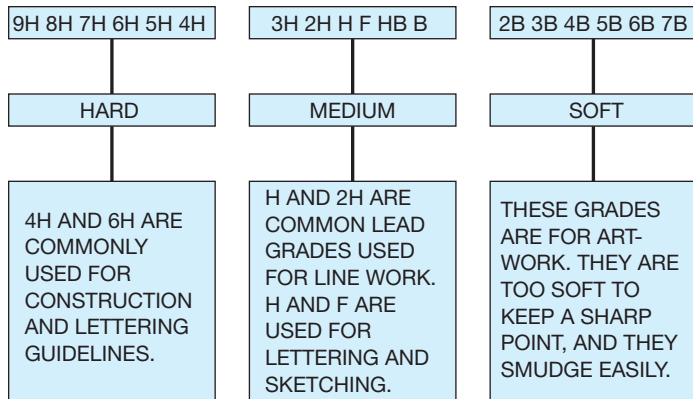 9H 8H 7H 6H 5H 4H
HARD
4H AND 6H ARE
COMMONLY
USED FOR
CONSTRUCTION
AND LETTERING
GUIDELINES.
3H 2H H F HB B
MEDIUM
H AND 2H ARE
COMMON LEAD
GRADES USED
FOR LINE WORK.
H AND F ARE
USED FOR
LETTERING AND
SKETCHING.
2B 3B 4B 5B 6B 7B
SOFT
THESE GRADES
ARE FOR ART-
WORK. THEY ARE
TOO SOFT TO
KEEP A SHARP
POINT, AND THEY
SMUDGE EASILY.